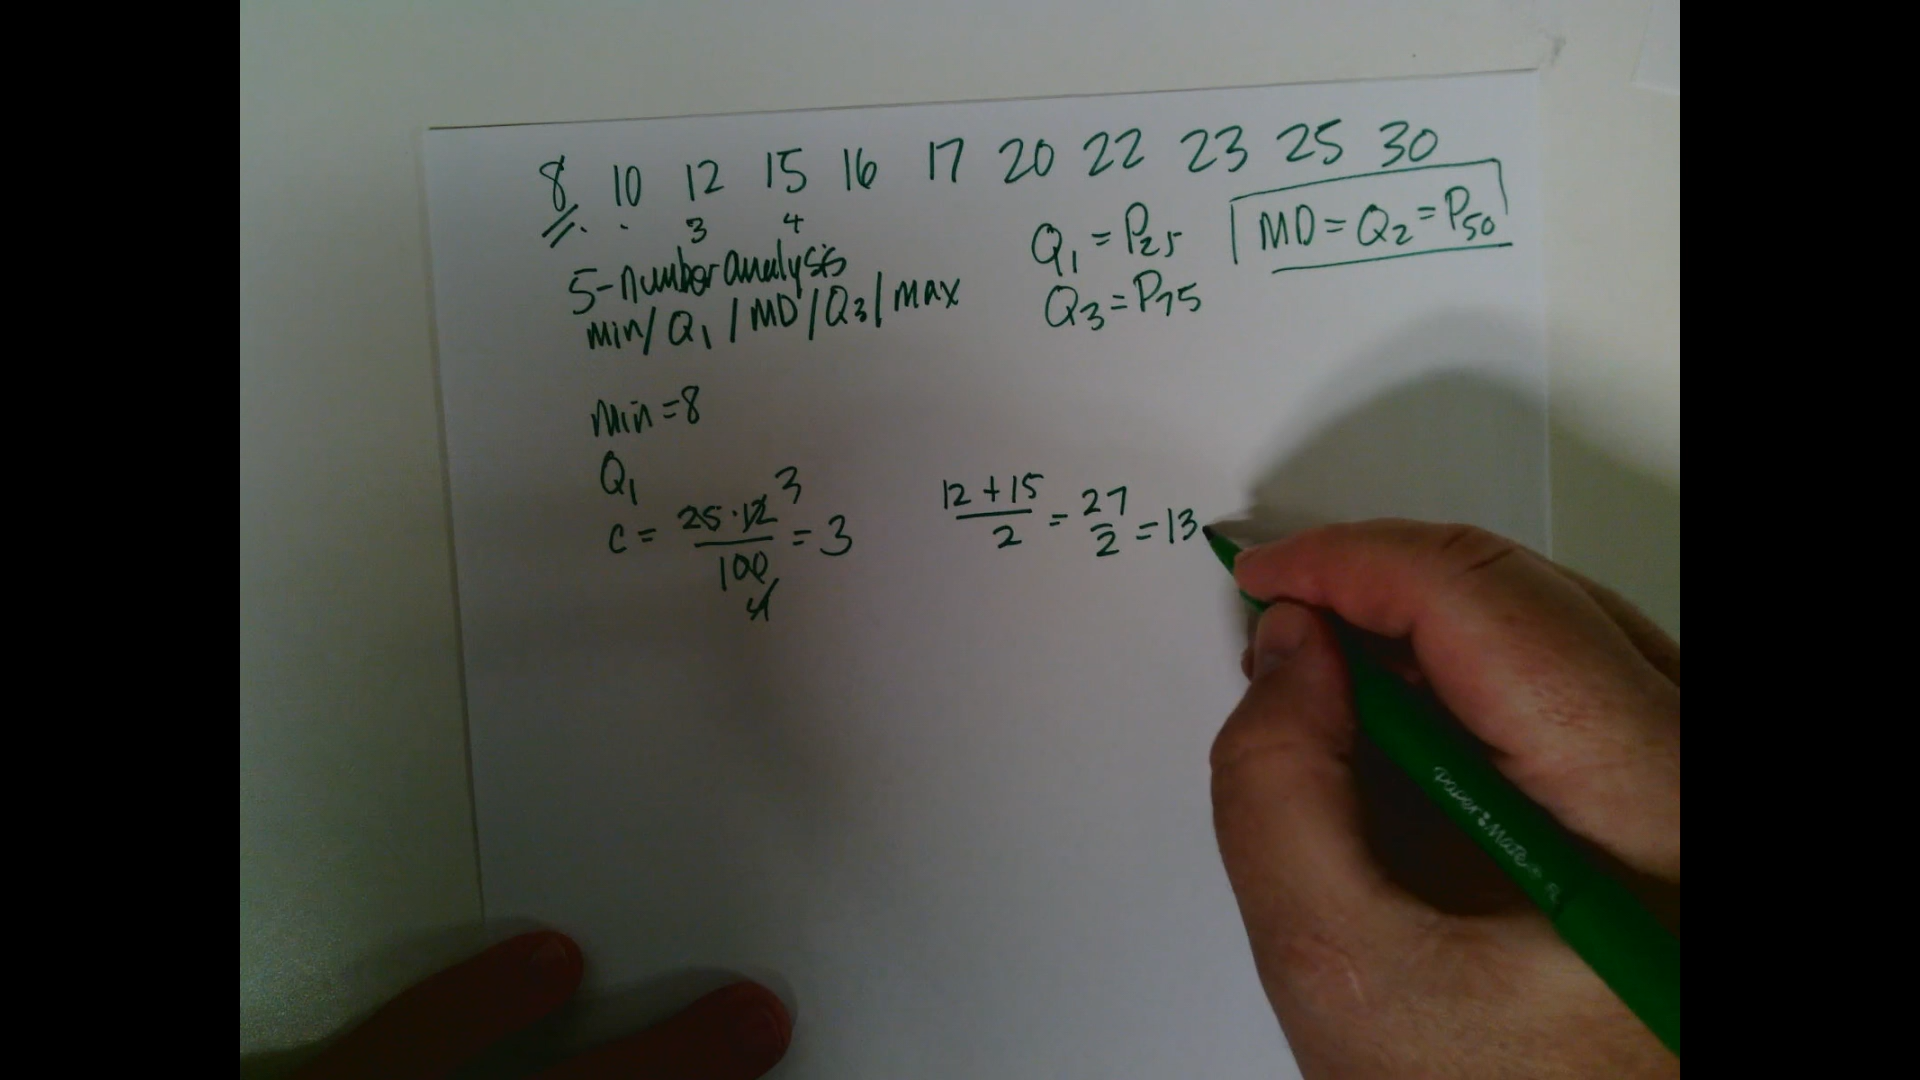 8 10 12 15 16 17 20 22 23 25 30
3 4
5-number analysis
min/Q1/MD/Q3/max
Q1 = P25
Q3 = P75
MD = Q2 = P50
Min = 8
Q1
c = 25·12 3 / 100 4 = 3
12 + 15 / 2 = 27 / 2 = 13
Paper:Mate